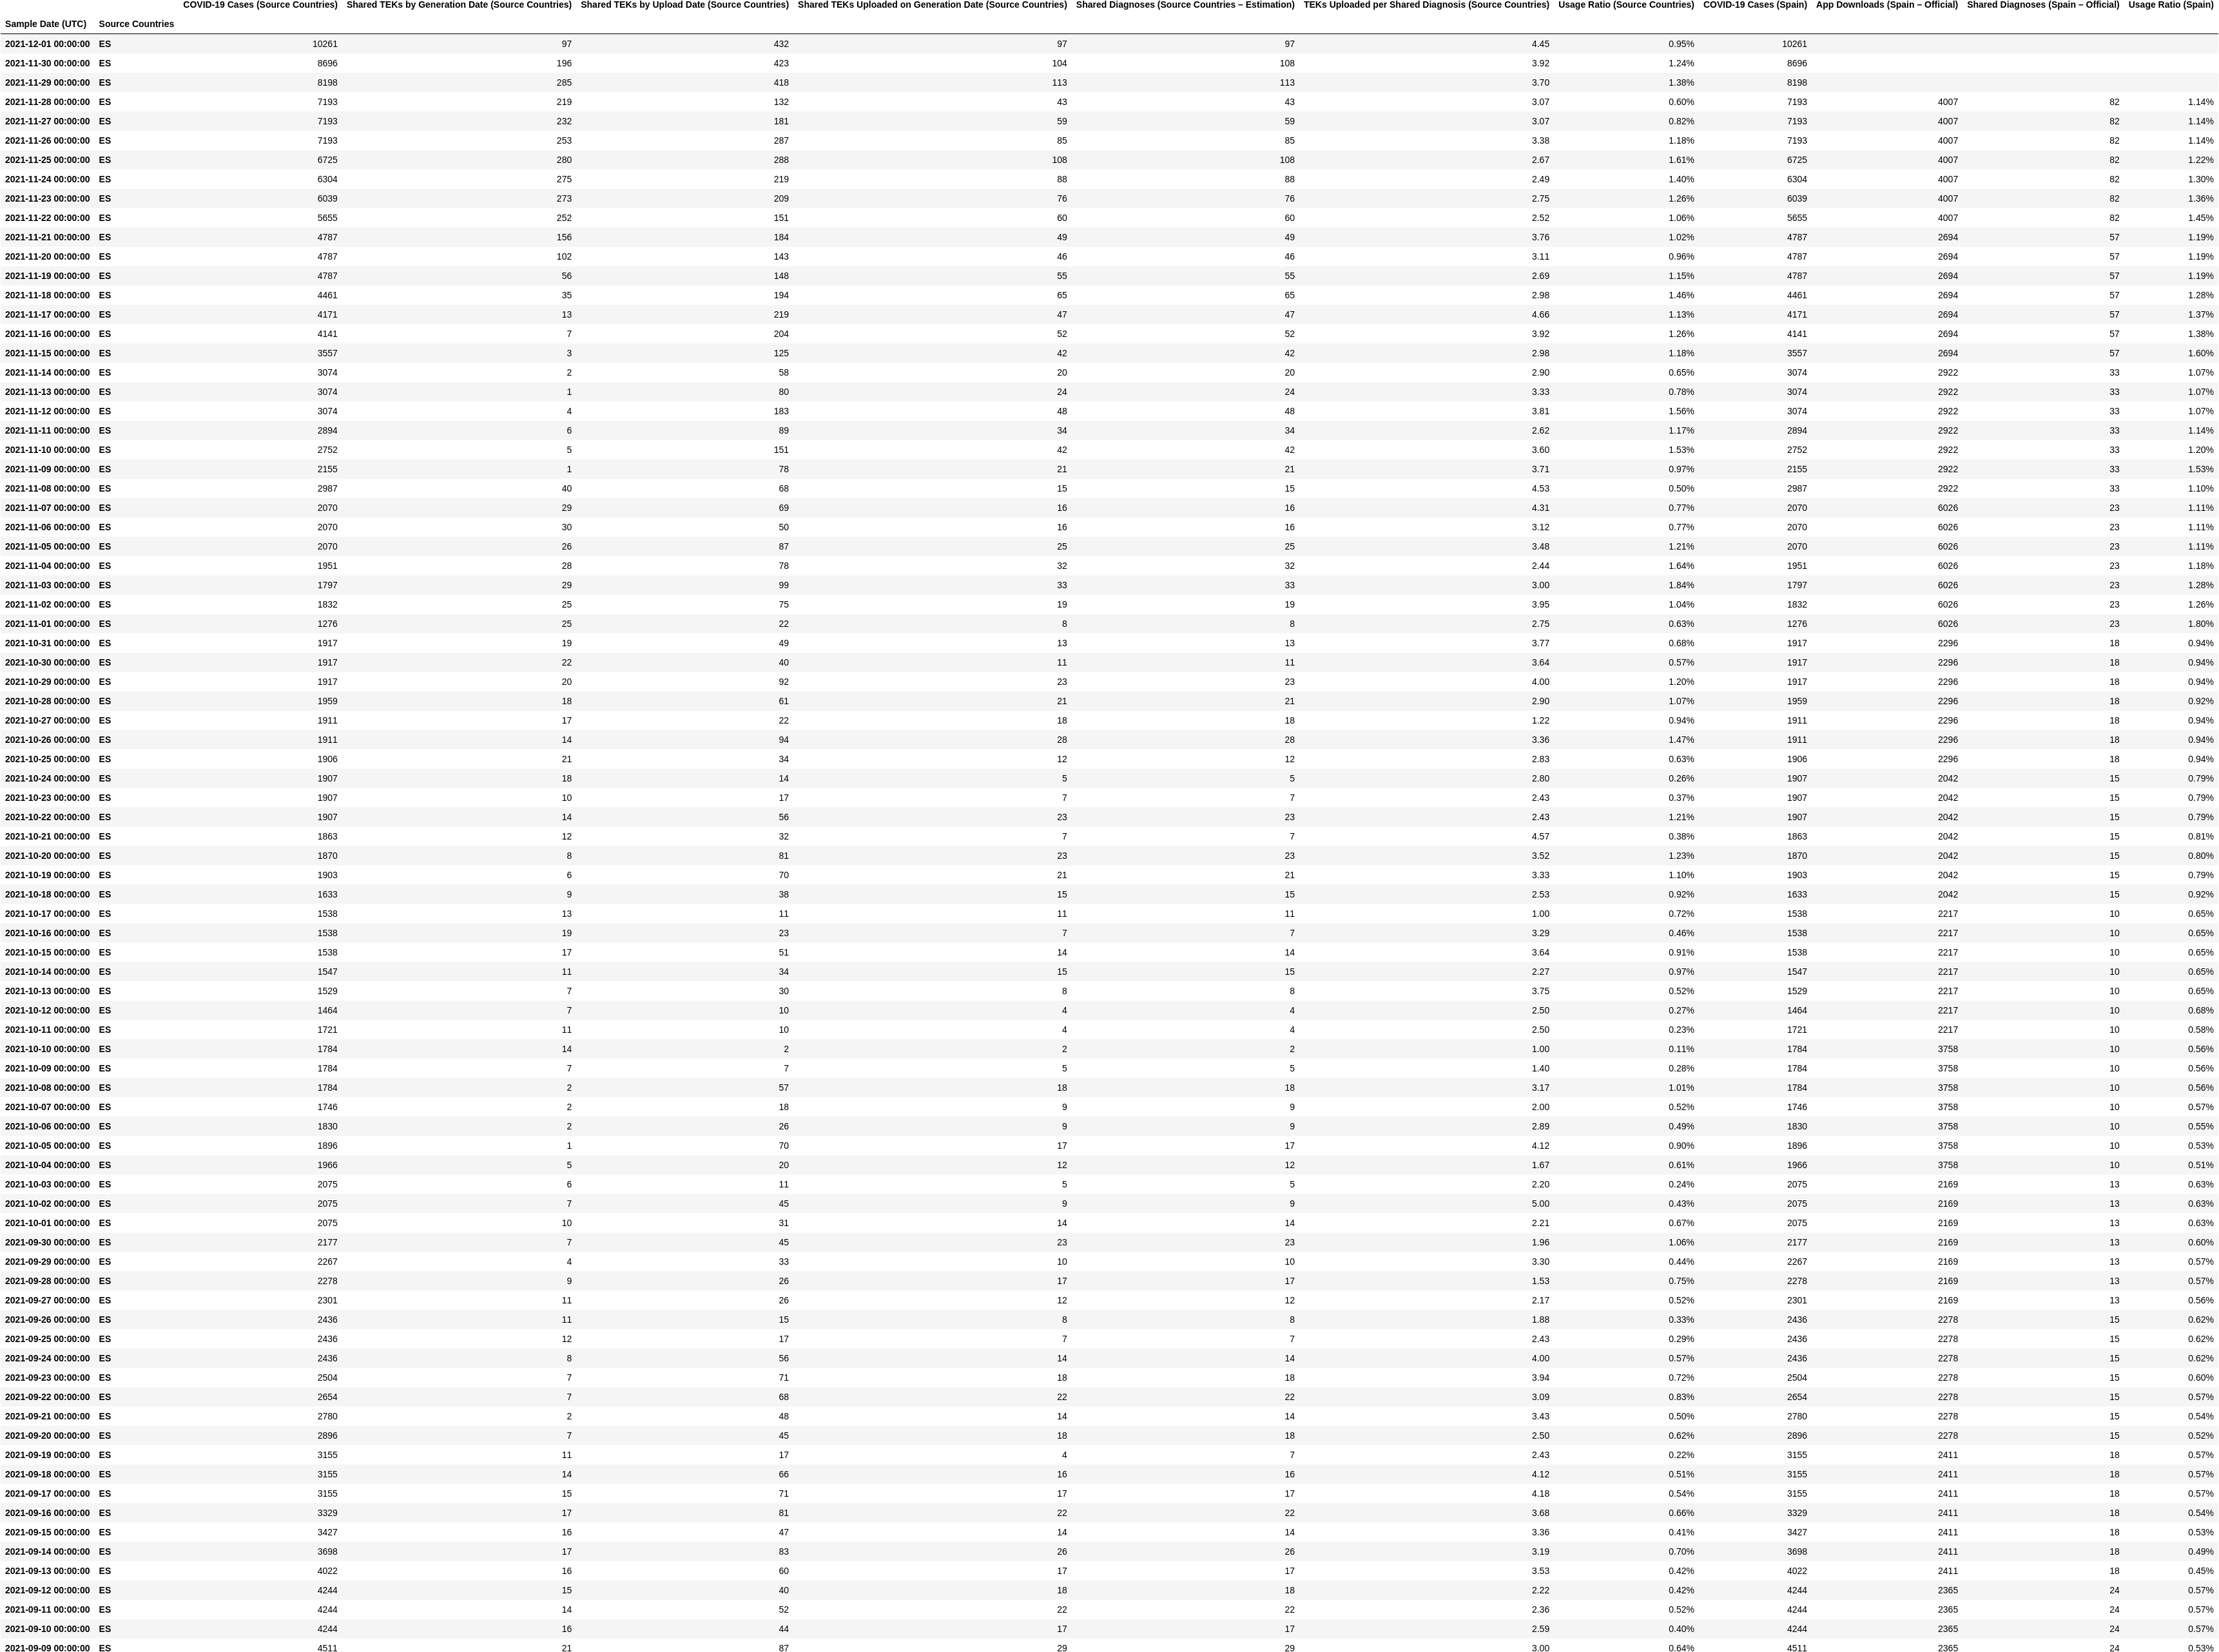 COVID-19 Cases (Source Countries) Shared TEKs by Generation Date (Source Countries) Shared TEKs by Upload Date (Source Countries) Shared TEKs Uploaded on Generation Date (Source Countries) Shared Diagnoses (Source Countries – Estimation) TEKs Uploaded per Shared Diagnosis (Source Countries) Usage Ratio (Source Countries) COVID-19 Cases (Spain) App Downloads (Spain – Official) Shared Diagnoses (Spain – Official) Usage Ratio (Spain)
Sample Date (UTC) Source Countries
2021-12-01 00:00:00 ES 10261 97 432 97 97 4.45 0.95% 10261
2021-11-30 00:00:00 ES 8696 196 423 104 108 3.92 1.24% 8696
2021-11-29 00:00:00 ES 8198 285 418 113 113 3.70 1.38% 8198
2021-11-28 00:00:00 ES 7193 219 132 43 43 3.07 0.60% 7193 4007 82 1.14%
2021-11-27 00:00:00 ES 7193 232 181 59 59 3.07 0.82% 7193 4007 82 1.14%
2021-11-26 00:00:00 ES 7193 253 287 85 85 3.38 1.18% 7193 4007 82 1.14%
2021-11-25 00:00:00 ES 6725 280 288 108 108 2.67 1.61% 6725 4007 82 1.22%
2021-11-24 00:00:00 ES 6304 275 219 88 88 2.49 1.40% 6304 4007 82 1.30%
2021-11-23 00:00:00 ES 6039 273 209 76 76 2.75 1.26% 6039 4007 82 1.36%
2021-11-22 00:00:00 ES 5655 252 151 60 60 2.52 1.06% 5655 4007 82 1.45%
2021-11-21 00:00:00 ES 4787 156 184 49 49 3.76 1.02% 4787 2694 57 1.19%
2021-11-20 00:00:00 ES 4787 102 143 46 46 3.11 0.96% 4787 2694 57 1.19%
2021-11-19 00:00:00 ES 4787 56 148 55 55 2.69 1.15% 4787 2694 57 1.19%
2021-11-18 00:00:00 ES 4461 35 194 65 65 2.98 1.46% 4461 2694 57 1.28%
2021-11-17 00:00:00 ES 4171 13 219 47 47 4.66 1.13% 4171 2694 57 1.37%
2021-11-16 00:00:00 ES 4141 7 204 52 52 3.92 1.26% 4141 2694 57 1.38%
2021-11-15 00:00:00 ES 3557 3 125 42 42 2.98 1.18% 3557 2694 57 1.60%
2021-11-14 00:00:00 ES 3074 2 58 20 20 2.90 0.65% 3074 2922 33 1.07%
2021-11-13 00:00:00 ES 3074 1 80 24 24 3.33 0.78% 3074 2922 33 1.07%
2021-11-12 00:00:00 ES 3074 4 183 48 48 3.81 1.56% 3074 2922 33 1.07%
2021-11-11 00:00:00 ES 2894 6 89 34 34 2.62 1.17% 2894 2922 33 1.14%
2021-11-10 00:00:00 ES 2752 5 151 42 42 3.60 1.53% 2752 2922 33 1.20%
2021-11-09 00:00:00 ES 2155 1 78 21 21 3.71 0.97% 2155 2922 33 1.53%
2021-11-08 00:00:00 ES 2987 40 68 15 15 4.53 0.50% 2987 2922 33 1.10%
2021-11-07 00:00:00 ES 2070 29 69 16 16 4.31 0.77% 2070 6026 23 1.11%
2021-11-06 00:00:00 ES 2070 30 50 16 16 3.12 0.77% 2070 6026 23 1.11%
2021-11-05 00:00:00 ES 2070 26 87 25 25 3.48 1.21% 2070 6026 23 1.11%
2021-11-04 00:00:00 ES 1951 28 78 32 32 2.44 1.64% 1951 6026 23 1.18%
2021-11-03 00:00:00 ES 1797 29 99 33 33 3.00 1.84% 1797 6026 23 1.28%
2021-11-02 00:00:00 ES 1832 25 75 19 19 3.95 1.04% 1832 6026 23 1.26%
2021-11-01 00:00:00 ES 1276 25 22 8 8 2.75 0.63% 1276 6026 23 1.80%
2021-10-31 00:00:00 ES 1917 19 49 13 13 3.77 0.68% 1917 2296 18 0.94%
2021-10-30 00:00:00 ES 1917 22 40 11 11 3.64 0.57% 1917 2296 18 0.94%
2021-10-29 00:00:00 ES 1917 20 92 23 23 4.00 1.20% 1917 2296 18 0.94%
2021-10-28 00:00:00 ES 1959 18 61 21 21 2.90 1.07% 1959 2296 18 0.92%
2021-10-27 00:00:00 ES 1911 17 22 18 18 1.22 0.94% 1911 2296 18 0.94%
2021-10-26 00:00:00 ES 1911 14 94 28 28 3.36 1.47% 1911 2296 18 0.94%
2021-10-25 00:00:00 ES 1906 21 34 12 12 2.83 0.63% 1906 2296 18 0.94%
2021-10-24 00:00:00 ES 1907 18 14 5 5 2.80 0.26% 1907 2042 15 0.79%
2021-10-23 00:00:00 ES 1907 10 17 7 7 2.43 0.37% 1907 2042 15 0.79%
2021-10-22 00:00:00 ES 1907 14 56 23 23 2.43 1.21% 1907 2042 15 0.79%
2021-10-21 00:00:00 ES 1863 12 32 7 7 4.57 0.38% 1863 2042 15 0.81%
2021-10-20 00:00:00 ES 1870 8 81 23 23 3.52 1.23% 1870 2042 15 0.80%
2021-10-19 00:00:00 ES 1903 6 70 21 21 3.33 1.10% 1903 2042 15 0.79%
2021-10-18 00:00:00 ES 1633 9 38 15 15 2.53 0.92% 1633 2042 15 0.92%
2021-10-17 00:00:00 ES 1538 13 11 11 11 1.00 0.72% 1538 2217 10 0.65%
2021-10-16 00:00:00 ES 1538 19 23 7 7 3.29 0.46% 1538 2217 10 0.65%
2021-10-15 00:00:00 ES 1538 17 51 14 14 3.64 0.91% 1538 2217 10 0.65%
2021-10-14 00:00:00 ES 1547 11 34 15 15 2.27 0.97% 1547 2217 10 0.65%
2021-10-13 00:00:00 ES 1529 7 30 8 8 3.75 0.52% 1529 2217 10 0.65%
2021-10-12 00:00:00 ES 1464 7 10 4 4 2.50 0.27% 1464 2217 10 0.68%
2021-10-11 00:00:00 ES 1721 11 10 4 4 2.50 0.23% 1721 2217 10 0.58%
2021-10-10 00:00:00 ES 1784 14 2 2 2 1.00 0.11% 1784 3758 10 0.56%
2021-10-09 00:00:00 ES 1784 7 7 5 5 1.40 0.28% 1784 3758 10 0.56%
2021-10-08 00:00:00 ES 1784 2 57 18 18 3.17 1.01% 1784 3758 10 0.56%
2021-10-07 00:00:00 ES 1746 2 18 9 9 2.00 0.52% 1746 3758 10 0.57%
2021-10-06 00:00:00 ES 1830 2 26 9 9 2.89 0.49% 1830 3758 10 0.55%
2021-10-05 00:00:00 ES 1896 1 70 17 17 4.12 0.90% 1896 3758 10 0.53%
2021-10-04 00:00:00 ES 1966 5 20 12 12 1.67 0.61% 1966 3758 10 0.51%
2021-10-03 00:00:00 ES 2075 6 11 5 5 2.20 0.24% 2075 2169 13 0.63%
2021-10-02 00:00:00 ES 2075 7 45 9 9 5.00 0.43% 2075 2169 13 0.63%
2021-10-01 00:00:00 ES 2075 10 31 14 14 2.21 0.67% 2075 2169 13 0.63%
2021-09-30 00:00:00 ES 2177 7 45 23 23 1.96 1.06% 2177 2169 13 0.60%
2021-09-29 00:00:00 ES 2267 4 33 10 10 3.30 0.44% 2267 2169 13 0.57%
2021-09-28 00:00:00 ES 2278 9 26 17 17 1.53 0.75% 2278 2169 13 0.57%
2021-09-27 00:00:00 ES 2301 11 26 12 12 2.17 0.52% 2301 2169 13 0.56%
2021-09-26 00:00:00 ES 2436 11 15 8 8 1.88 0.33% 2436 2278 15 0.62%
2021-09-25 00:00:00 ES 2436 12 17 7 7 2.43 0.29% 2436 2278 15 0.62%
2021-09-24 00:00:00 ES 2436 8 56 14 14 4.00 0.57% 2436 2278 15 0.62%
2021-09-23 00:00:00 ES 2504 7 71 18 18 3.94 0.72% 2504 2278 15 0.60%
2021-09-22 00:00:00 ES 2654 7 68 22 22 3.09 0.83% 2654 2278 15 0.57%
2021-09-21 00:00:00 ES 2780 2 48 14 14 3.43 0.50% 2780 2278 15 0.54%
2021-09-20 00:00:00 ES 2896 7 45 18 18 2.50 0.62% 2896 2278 15 0.52%
2021-09-19 00:00:00 ES 3155 11 17 4 7 2.43 0.22% 3155 2411 18 0.57%
2021-09-18 00:00:00 ES 3155 14 66 16 16 4.12 0.51% 3155 2411 18 0.57%
2021-09-17 00:00:00 ES 3155 15 71 17 17 4.18 0.54% 3155 2411 18 0.57%
2021-09-16 00:00:00 ES 3329 17 81 22 22 3.68 0.66% 3329 2411 18 0.54%
2021-09-15 00:00:00 ES 3427 16 47 14 14 3.36 0.41% 3427 2411 18 0.53%
2021-09-14 00:00:00 ES 3698 17 83 26 26 3.19 0.70% 3698 2411 18 0.49%
2021-09-13 00:00:00 ES 4022 16 60 17 17 3.53 0.42% 4022 2411 18 0.45%
2021-09-12 00:00:00 ES 4244 15 40 18 18 2.22 0.42% 4244 2365 24 0.57%
2021-09-11 00:00:00 ES 4244 14 52 22 22 2.36 0.52% 4244 2365 24 0.57%
2021-09-10 00:00:00 ES 4244 16 44 17 17 2.59 0.40% 4244 2365 24 0.57%
2021-09-09 00:00:00 ES 4511 21 87 29 29 3.00 0.64% 4511 2365 24 0.53%